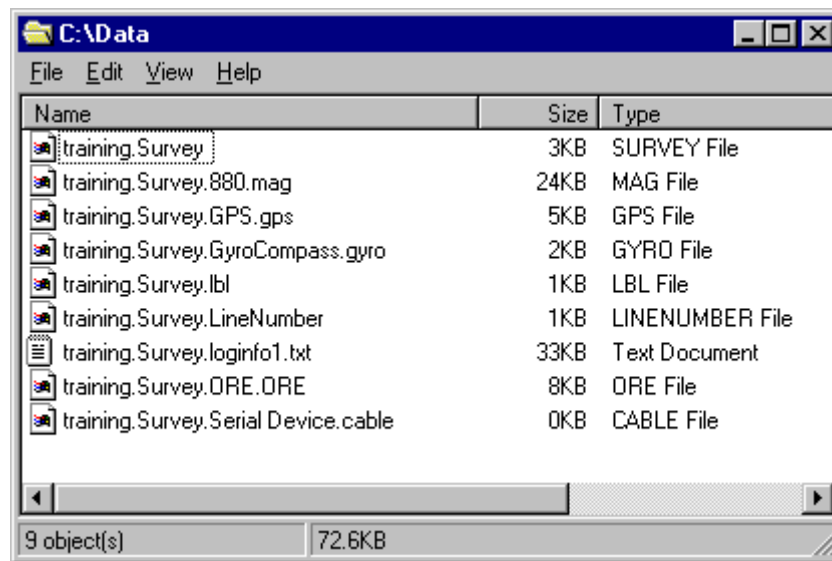 C:\Data
File Edit View Help
Name Size Type
training.Survey 3KB SURVEY File
training.Survey.880.mag 24KB MAG File
training.Survey.GPS.gps 5KB GPS File
training.Survey.GyroCompass.gyro 2KB GYRO File
training.Survey.lbl 1KB LBL File
training.Survey.LineNumber 1KB LINENUMBER File
training.Survey.loginfo1.txt 33KB Text Document
training.Survey.ORE.ORE 8KB ORE File
training.Survey.Serial Device.cable 0KB CABLE File
9 object(s) 72.6KB